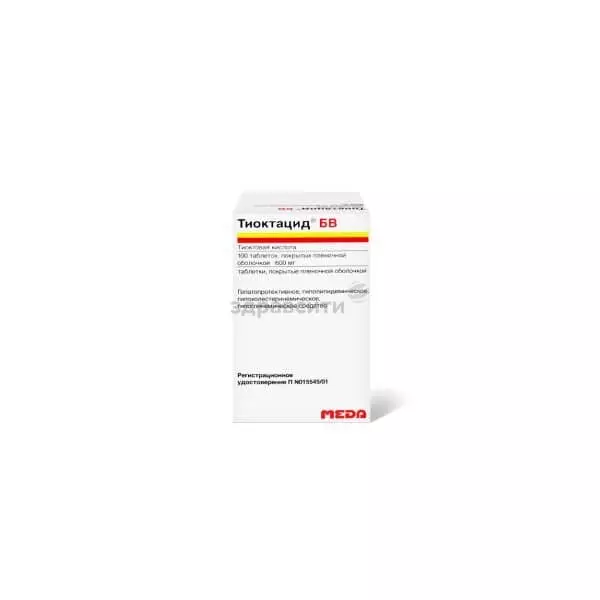 Тиоктацид® БВ
Тиоктовая кислота
100 таблеток, покрытых плёночной
оболочкой 600 мг
таблетки, покрытые пленочной оболочкой
Гепатопротективное, гиполипидемическое,
гипохолестеринемическое,
гипогликемическое средство
здравсити
Регистрационное
удостоверение П N015545/01
MEDA